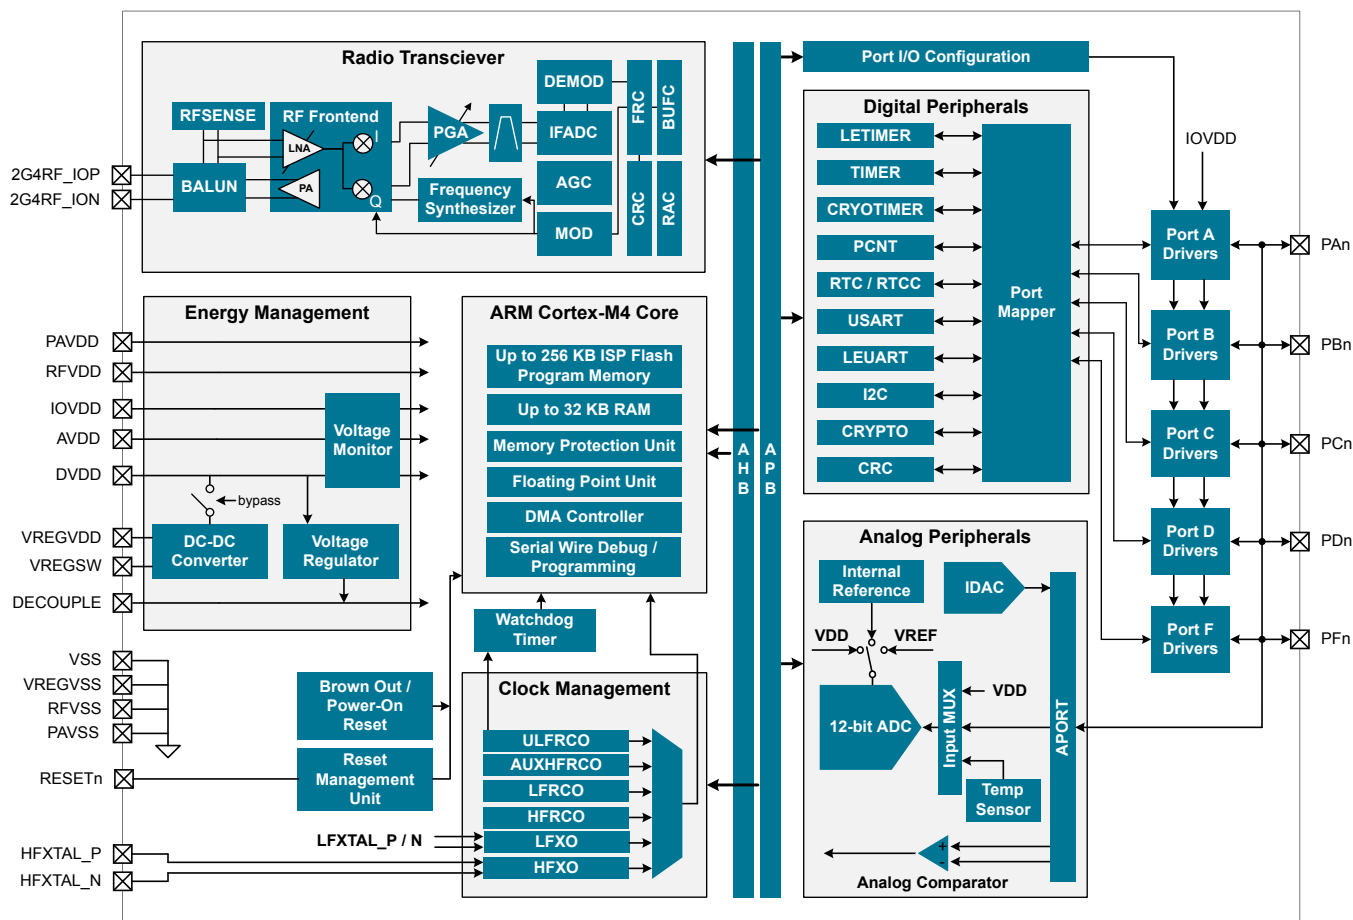 Radio Transciever
RFSENSE
RF Frontend
LNA
I
PA
Q
BALUN
PGA
Frequency
Synthesizer
DEMOD
IFADC
AGC
MOD
FRC
BUFC
CRC
RAC
2G4RF_IOP
2G4RF_ION
Energy Management
PAVDD
RFVDD
IOVDD
AVDD
DVDD
Voltage
Monitor
bypass
VREGVDD
VREGSW
DC-DC
Converter
Voltage
Regulator
DECOUPLE
VSS
VREGVSS
RFVSS
PAVSS
RESETn
HFXTAL_P
HFXTAL_N
Brown Out /
Power-On
Reset
Reset
Management
Unit
ARM Cortex-M4 Core
Up to 256 KB ISP Flash
Program Memory
Up to 32 KB RAM
Memory Protection Unit
Floating Point Unit
DMA Controller
Serial Wire Debug /
Programming
Watchdog
Timer
Clock Management
ULFRCO
AUXHFRCO
LFRCO
HFRCO
LFXTAL_P / N
LFXO
HFXO
AHB
APB
Port I/O Configuration
Digital Peripherals
LETIMER
TIMER
CRYOTIMER
PCNT
RTC / RTCC
USART
LEUART
I2C
CRYPTO
CRC
Port
Mapper
IOVDD
Port A
Drivers
Port B
Drivers
Port C
Drivers
Port D
Drivers
Port F
Drivers
PAn
PBn
PCn
PDn
PFn
Analog Peripherals
Internal
Reference
IDAC
VDD
VREF
12-bit ADC
Input MUX
VDD
Temp
Sensor
APORT
+
-
Analog Comparator